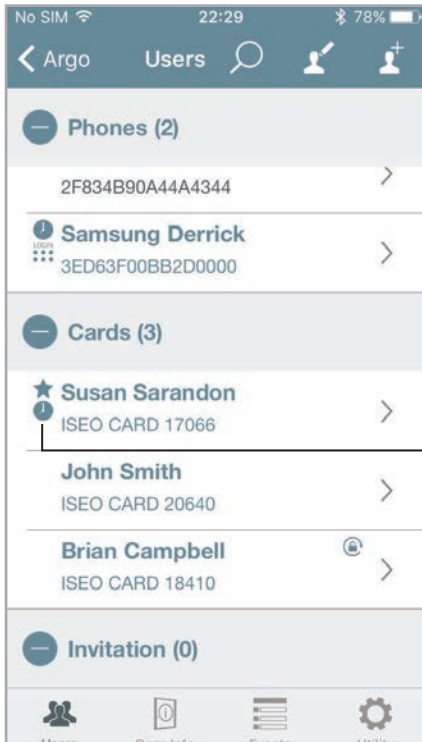 No SIM 22:29 78%
Argo Users
Phones (2)
2F834B90A44A4344
LOGIN
Samsung Derrick
3ED63F00BB2D0000
Cards (3)
Susan Sarandon
ISEO CARD 17066
John Smith
ISEO CARD 20640
Brian Campbell
ISEO CARD 18410
Invitation (0)